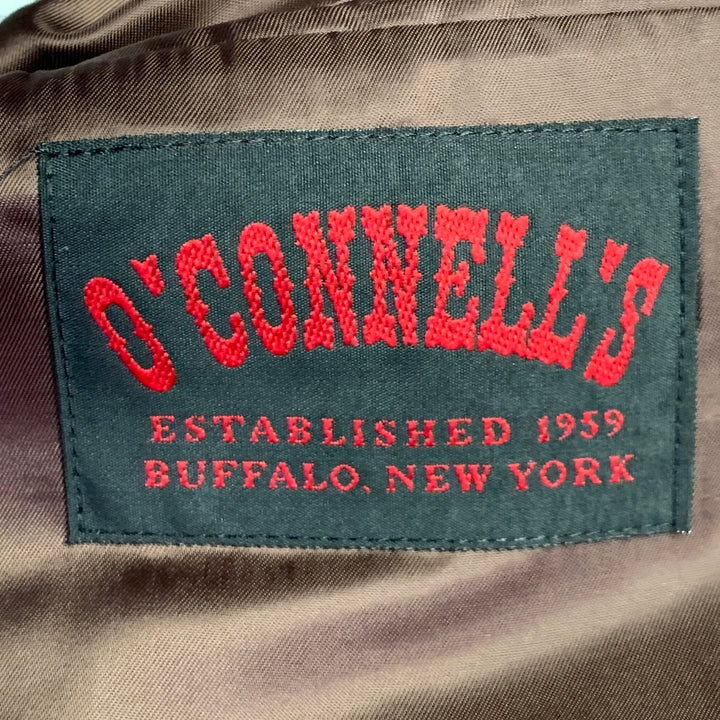 O'CONNELL'S
ESTABLISHED 1959
BUFFALO, NEW YORK